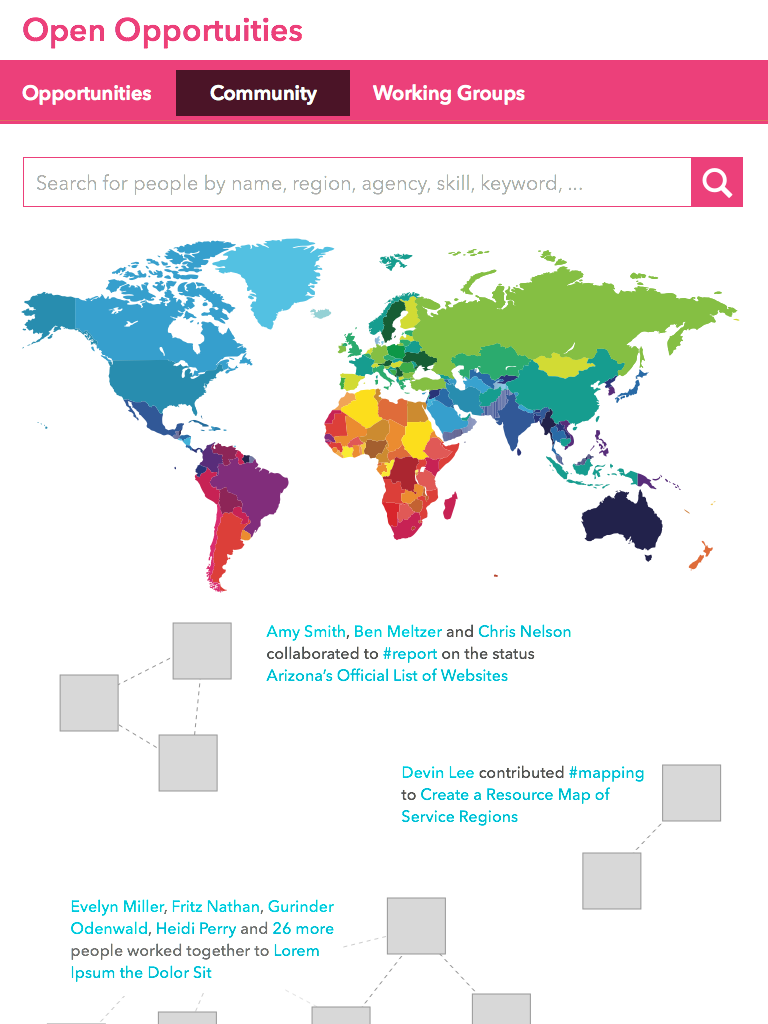 Open Opportuities
Opportunities
Community
Working Groups
Search for people by name, region, agency, skill, keyword, ...
Amy Smith, Ben Meltzer and Chris Nelson
collaborated to #report on the status
Arizona’s Official List of Websites
Devin Lee contributed #mapping
to Create a Resource Map of
Service Regions
Evelyn Miller, Fritz Nathan, Gurinder
Odenwald, Heidi Perry and 26 more
people worked together to Lorem
Ipsum the Dolor Sit